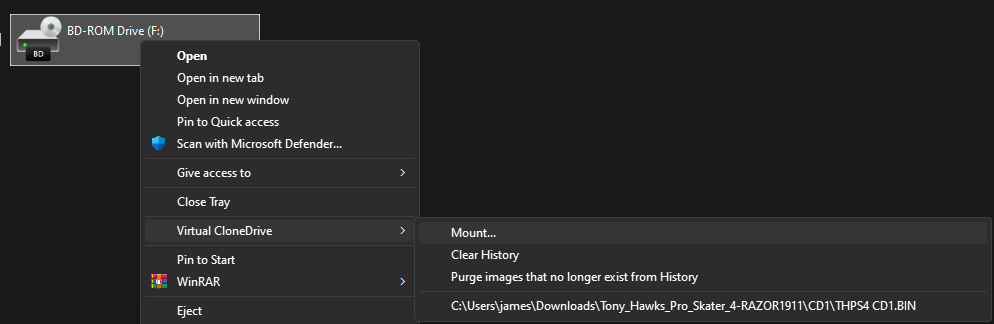 BD-ROM Drive (F:)
BD
Open
Open in new tab
Open in new window
Pin to Quick access
Scan with Microsoft Defender...
Give access to
Close Tray
Virtual CloneDrive
Pin to Start
WinRAR
Eject
Mount...
Clear History
Purge images that no longer exist from History
C:\Users\james\Downloads\Tony_Hawks_Pro_Skater_4-RAZOR1911\CD1\THPS4 CD1.BIN